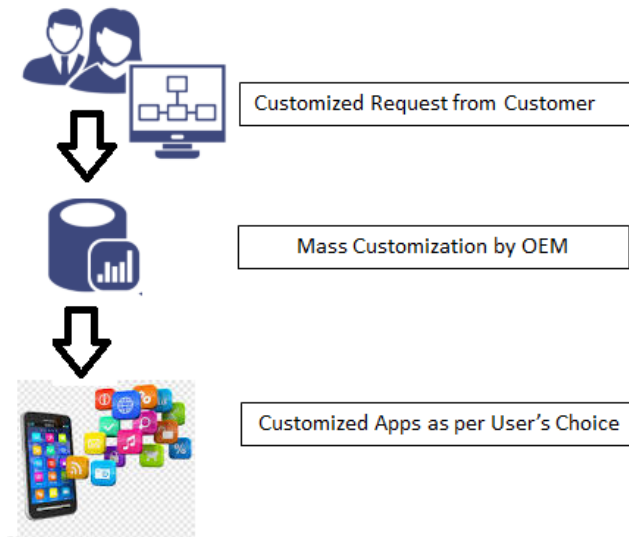 Customized Request from Customer
Mass Customization by OEM
Customized Apps as per User's Choice